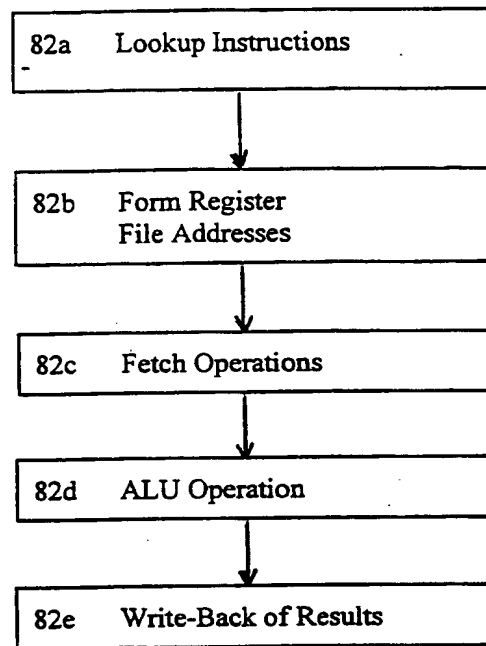 82a Lookup Instructions
82b Form Register
File Addresses
82c Fetch Operations
82d ALU Operation
82e Write-Back of Results